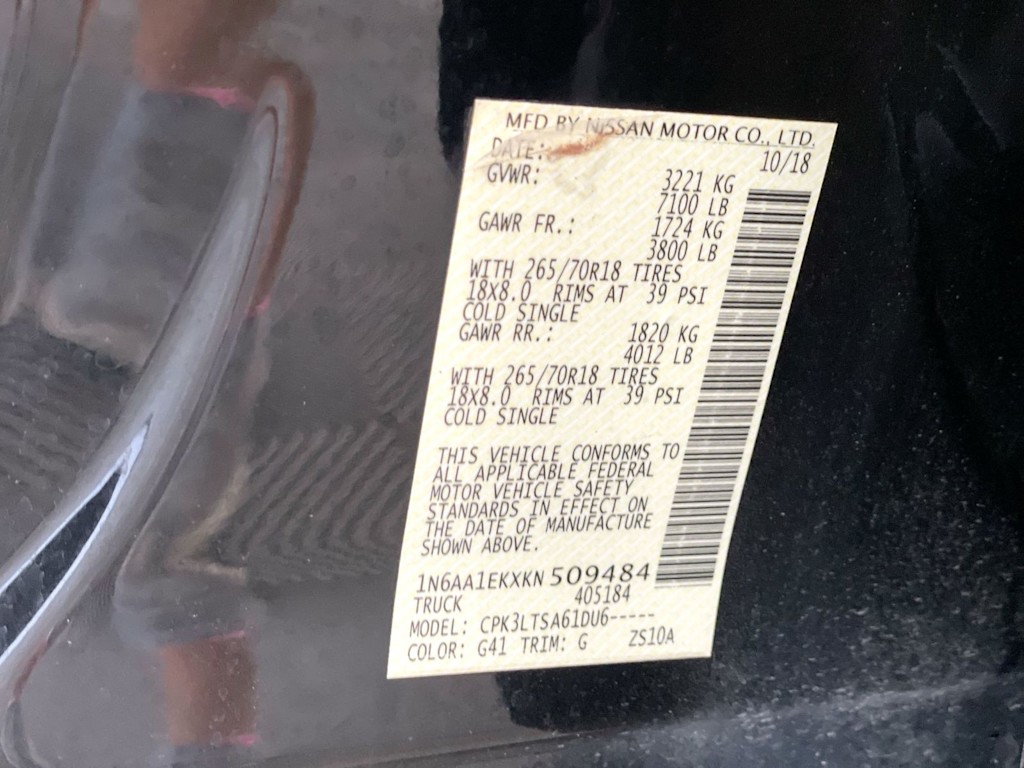 MFD BY NISSAN MOTOR CO., LTD.
DATE: 10/18
GVWR: 3221 KG
7100 LB
GAWR FR.: 1724 KG
3800 LB
WITH 265/70R18 TIRES
18X8.0 RIMS AT 39 PSI
COLD SINGLE
GAWR RR.: 1820 KG
4012 LB
WITH 265/70R18 TIRES
18X8.0 RIMS AT 39 PSI
COLD SINGLE
THIS VEHICLE CONFORMS TO
ALL APPLICABLE FEDERAL
MOTOR VEHICLE SAFETY
STANDARDS IN EFFECT ON
THE DATE OF MANUFACTURE
SHOWN ABOVE.
1N6AA1EKXKN 509484
TRUCK 405184
MODEL: CPK3LTSA61DU6-----
COLOR: G41 TRIM: G ZS10A